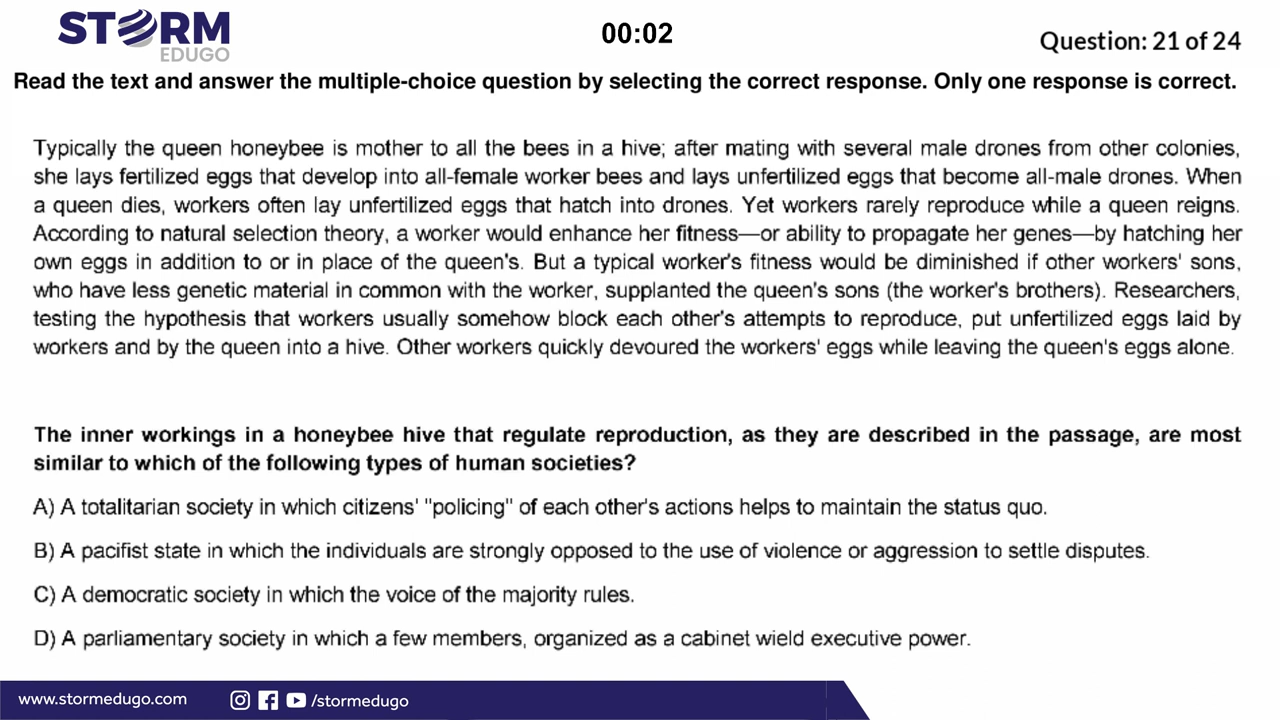 STORM
EDUGO
00:02
Question: 21 of 24
Read the text and answer the multiple-choice question by selecting the correct response. Only one response is correct.
Typically the queen honeybee is mother to all the bees in a hive; after mating with several male drones from other colonies,
she lays fertilized eggs that develop into all-female worker bees and lays unfertilized eggs that become all-male drones. When
a queen dies, workers often lay unfertilized eggs that hatch into drones. Yet workers rarely reproduce while a queen reigns.
According to natural selection theory, a worker would enhance her fitness—or ability to propagate her genes—by hatching her
own eggs in addition to or in place of the queen's. But a typical worker's fitness would be diminished if other workers' sons,
who have less genetic material in common with the worker, supplanted the queen's sons (the worker's brothers). Researchers,
testing the hypothesis that workers usually somehow block each other's attempts to reproduce, put unfertilized eggs laid by
workers and by the queen into a hive. Other workers quickly devoured the workers' eggs while leaving the queen's eggs alone.
The inner workings in a honeybee hive that regulate reproduction, as they are described in the passage, are most
similar to which of the following types of human societies?
A) A totalitarian society in which citizens' "policing" of each other's actions helps to maintain the status quo.
B) A pacifist state in which the individuals are strongly opposed to the use of violence or aggression to settle disputes.
C) A democratic society in which the voice of the majority rules.
D) A parliamentary society in which a few members, organized as a cabinet wield executive power.
www.stormedugo.com
/stormedugo